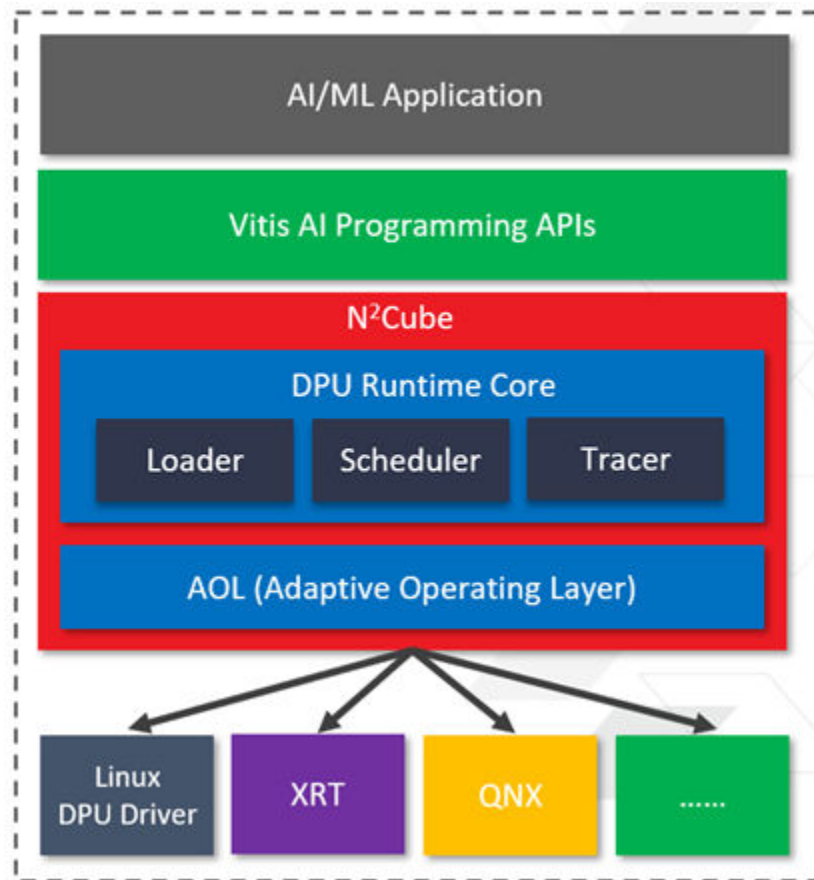 AI/ML Application
Vitis AI Programming APIs
N²Cube
DPU Runtime Core
Loader
Scheduler
Tracer
AOL (Adaptive Operating Layer)
Linux
DPU Driver
XRT
QNX
......